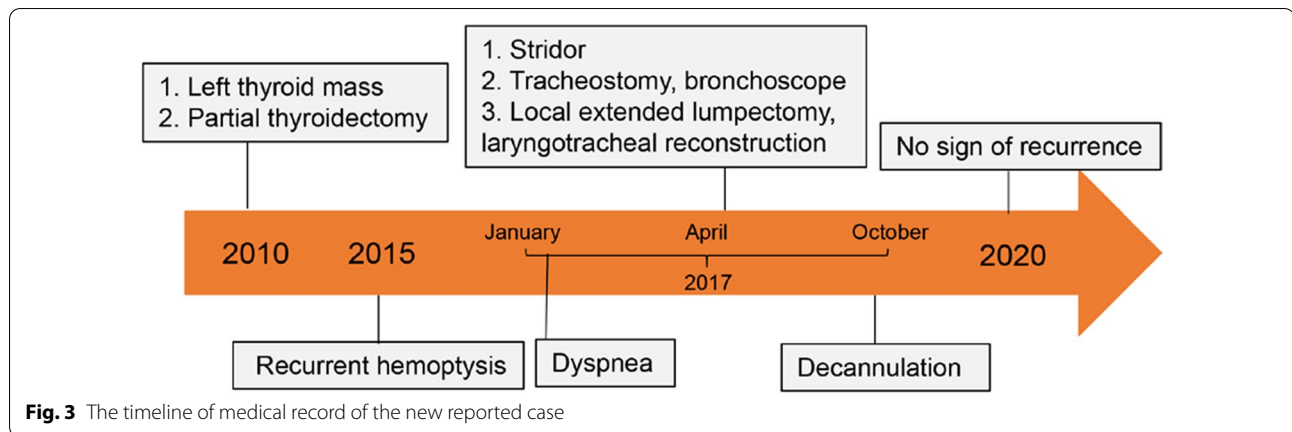 1. Left thyroid mass
2. Partial thyroidectomy
1. Stridor
2. Tracheostomy, bronchoscope
3. Local extended lumpectomy,
laryngotracheal reconstruction
No sign of recurrence
2010
2015
January
April
October
2017
2020
Recurrent hemoptysis
Dyspnea
Decannulation
Fig. 3 The timeline of medical record of the new reported case